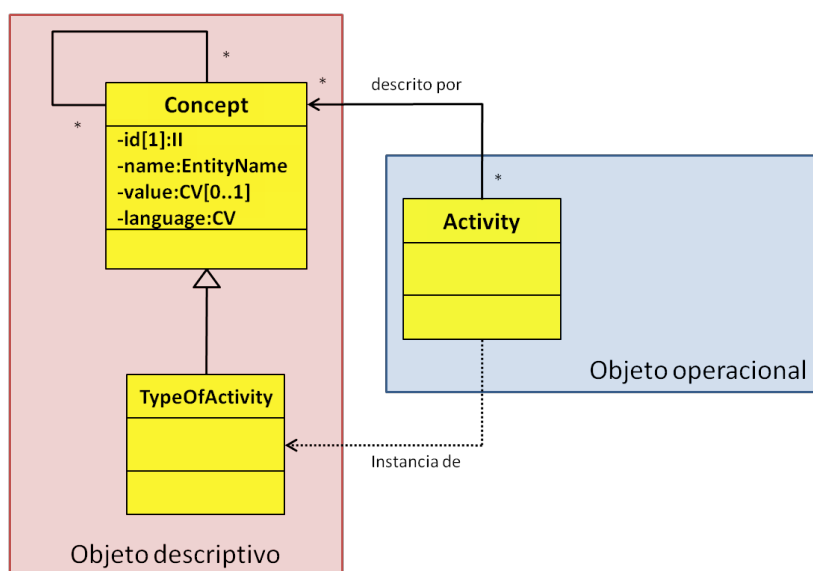 *
*
*
Concept
-id[1]:II
-name:EntityName
-value:CV[0..1]
-language:CV
descrito por
*
Activity
Objeto operacional
TypeOfActivity
Instancia de
Objeto descriptivo